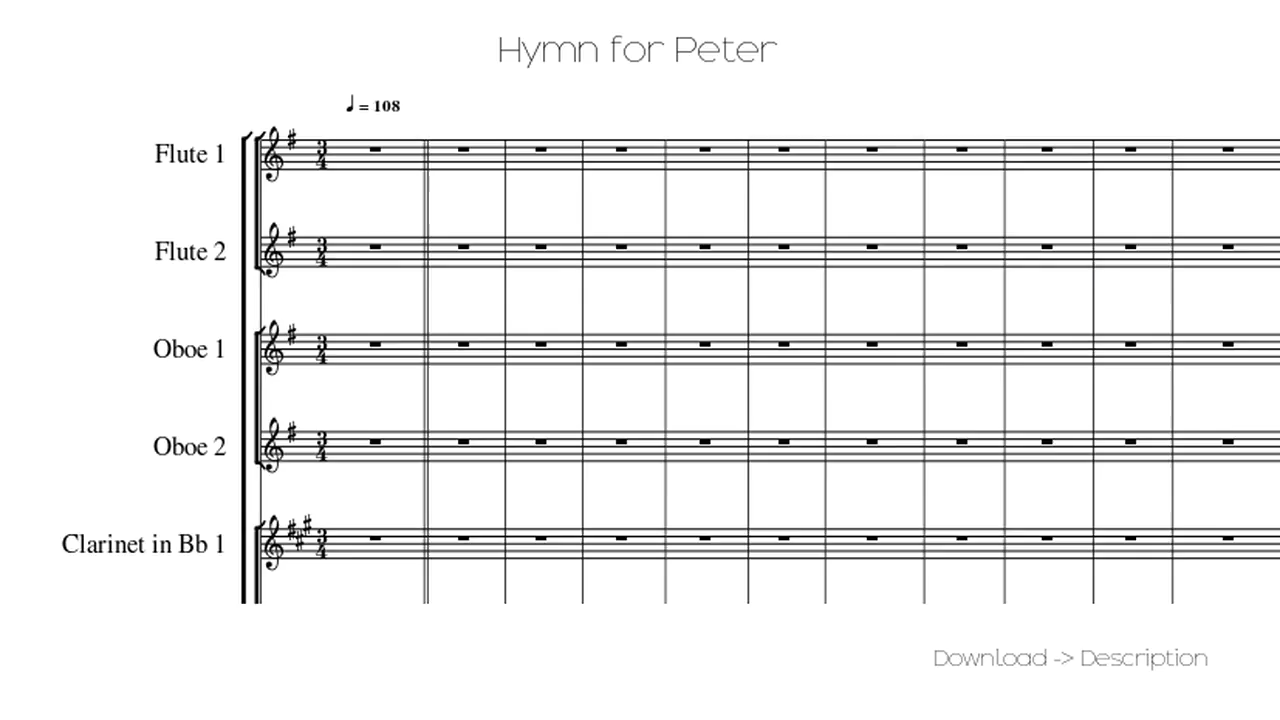 Hymn for Peter
♩ = 108
Flute 1
Flute 2
Oboe 1
Oboe 2
Clarinet in Bb 1
Download -> Description